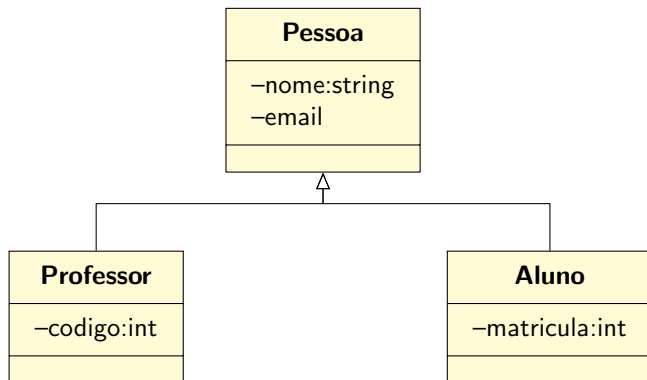 Pessoa
–nome:string
–email
Professor
–codigo:int
Aluno
–matricula:int